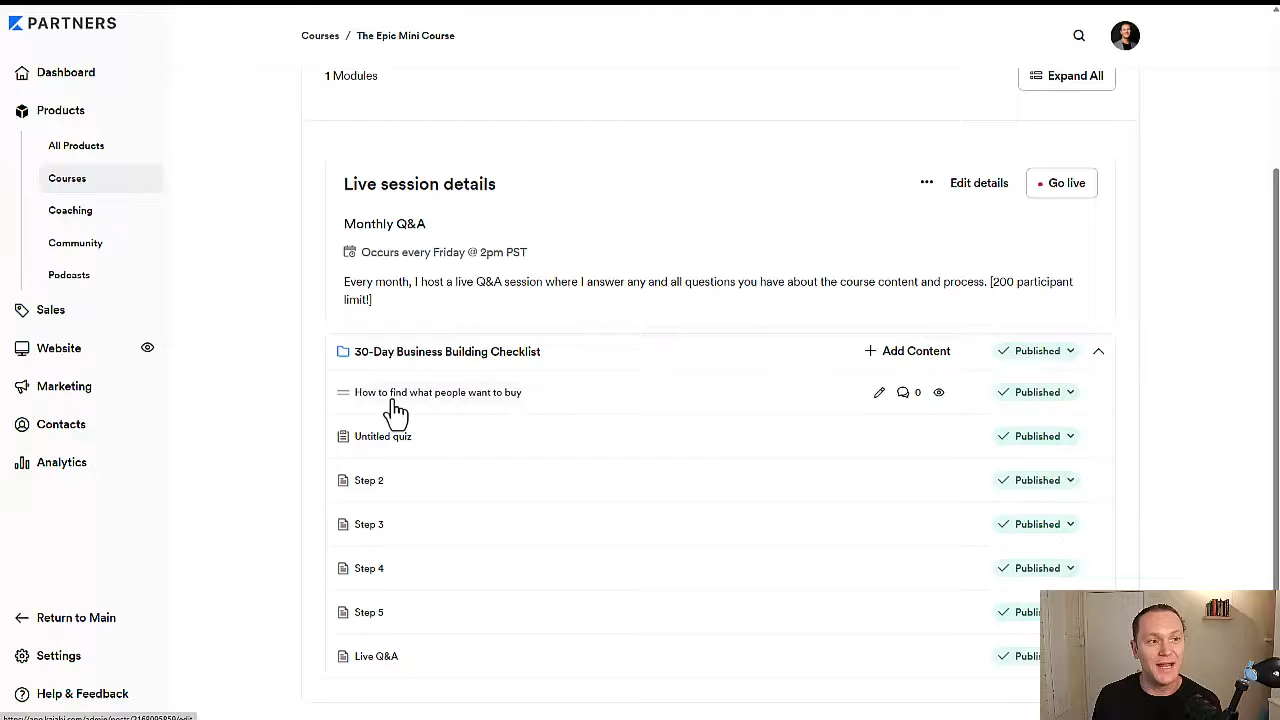 PARTNERS
Courses / The Epic Mini Course
Dashboard
1 Modules
Expand All
Products
All Products
Courses
Live session details
••• Edit details
Go live
Coaching
Monthly Q&A
Community
Occurs every Friday @ 2pm PST
Podcasts
Every month, I host a live Q&A session where I answer any and all questions you have about the course content and process. [200 participant
limit!]
Sales
Website
30-Day Business Building Checklist
+ Add Content
Published
Marketing
How to find what people want to buy
0
Published
Contacts
Untitled quiz
Published
Analytics
Step 2
Published
Step 3
Published
Step 4
Published
Step 5
Publi
Return to Main
Live Q&A
Publi
Settings
Help & Feedback